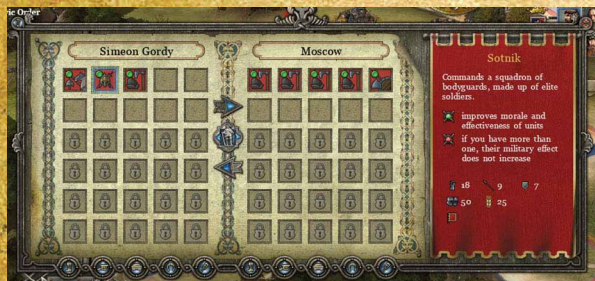 ric Order
Simeon Gordy
Moscow
Sotnik
Commands a squadron of
bodyguards, made up of elite
soldiers.
improves morale and
effectiveness of units
if you have more than
one, their military effect
does not increase
18 9 7
50 25